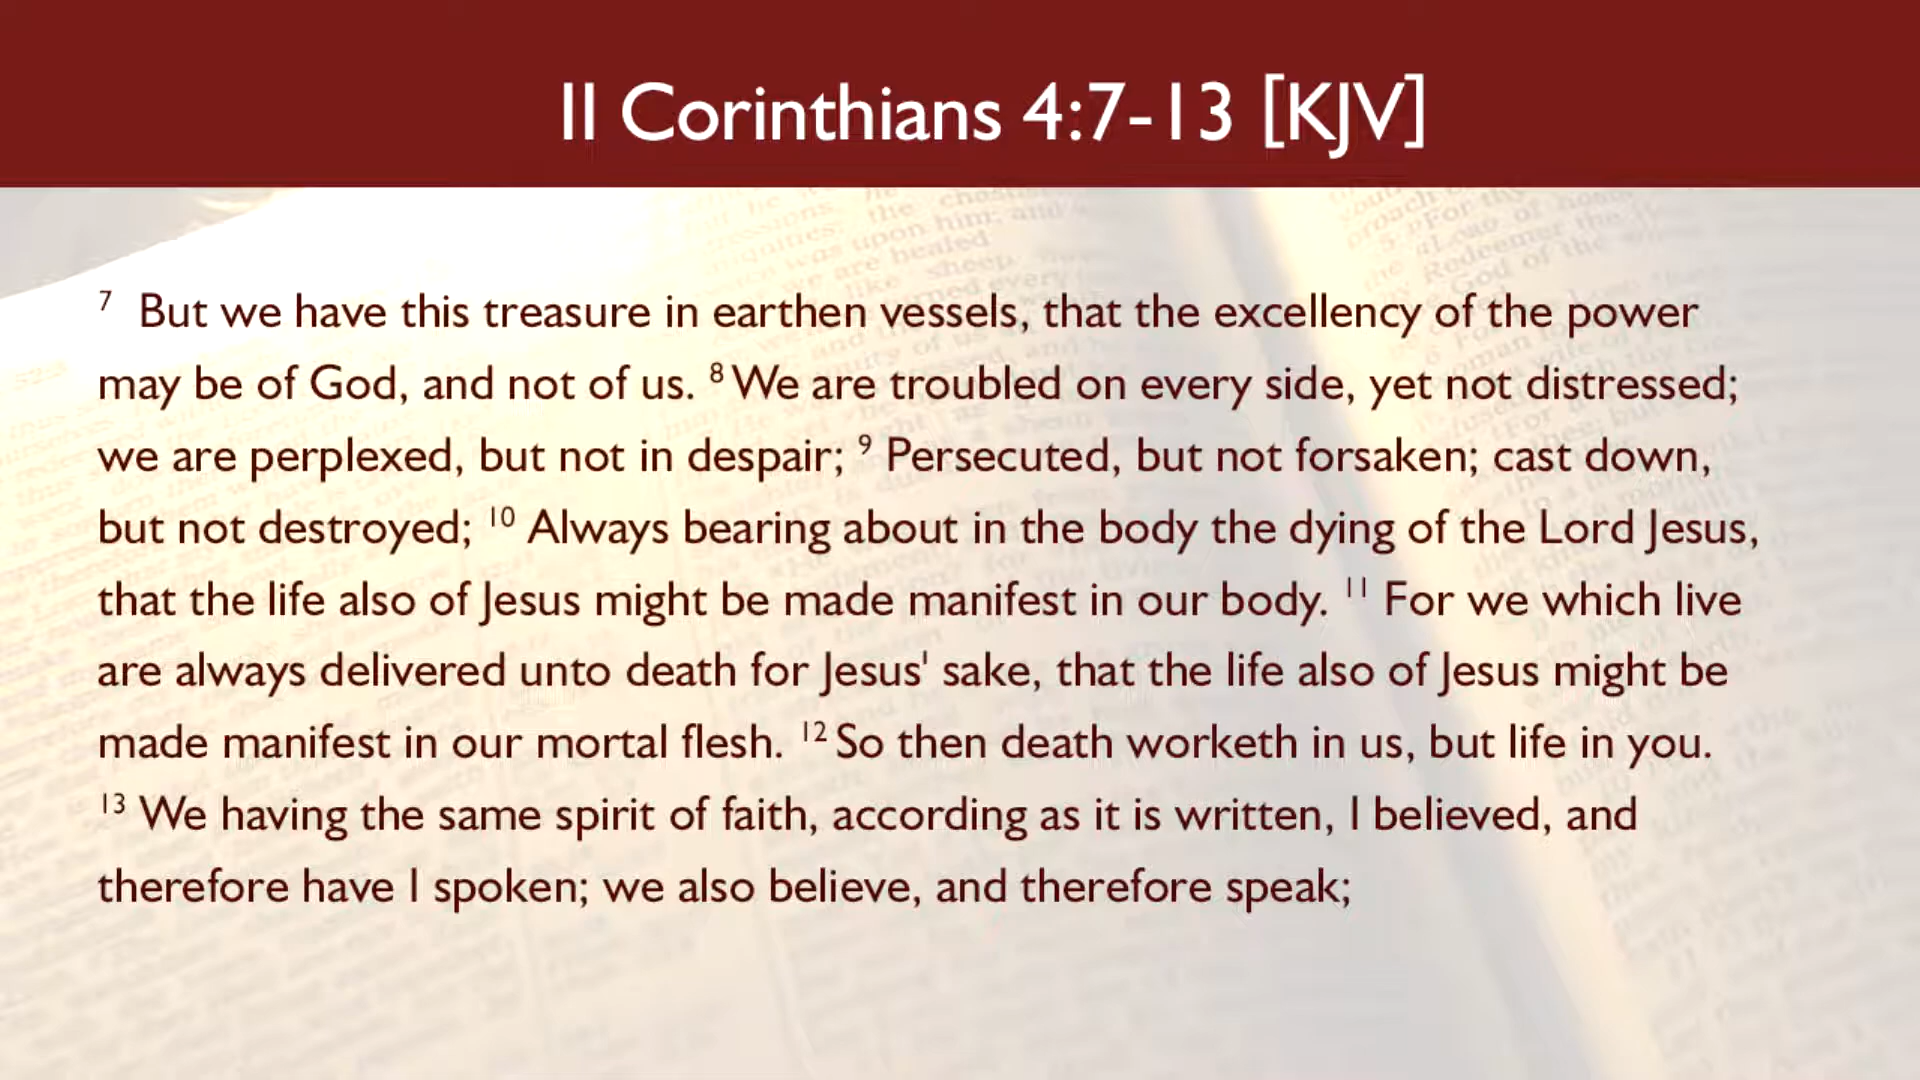 II Corinthians 4:7-13 [KJV]
7 But we have this treasure in earthen vessels, that the excellency of the power
may be of God, and not of us. 8 We are troubled on every side, yet not distressed;
we are perplexed, but not in despair; 9 Persecuted, but not forsaken; cast down,
but not destroyed; 10 Always bearing about in the body the dying of the Lord Jesus,
that the life also of Jesus might be made manifest in our body. 11 For we which live
are always delivered unto death for Jesus' sake, that the life also of Jesus might be
made manifest in our mortal flesh. 12 So then death worketh in us, but life in you.
13 We having the same spirit of faith, according as it is written, I believed, and
therefore have I spoken; we also believe, and therefore speak;